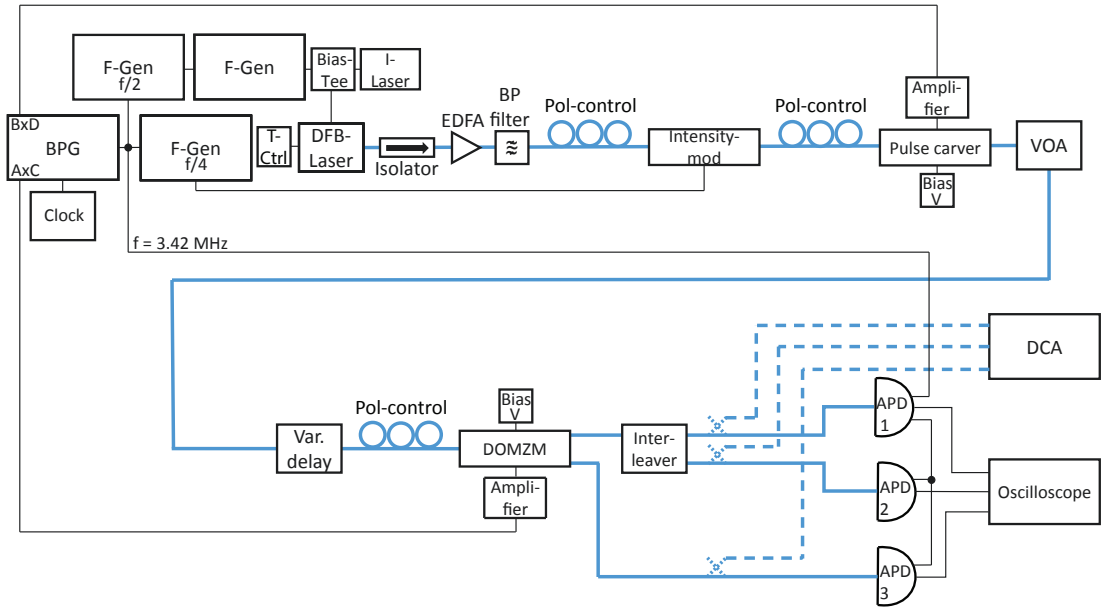 F-Gen
f/2
F-Gen
Bias-
Tee
I-
Laser
BxD
BPG
AxC
Clock
F-Gen
f/4
T-
Ctrl
DFB-
Laser
Isolator
EDFA
BP
filter
Pol-control
Intensity-
mod
Pol-control
Ampli-
fier
Pulse carver
Bias
V
VOA
f = 3.42 MHz
DCA
Var.
delay
Pol-control
Bias
V
DOMZM
Ampli-
fier
Inter-
leaver
APD
1
APD
2
APD
3
Oscilloscope